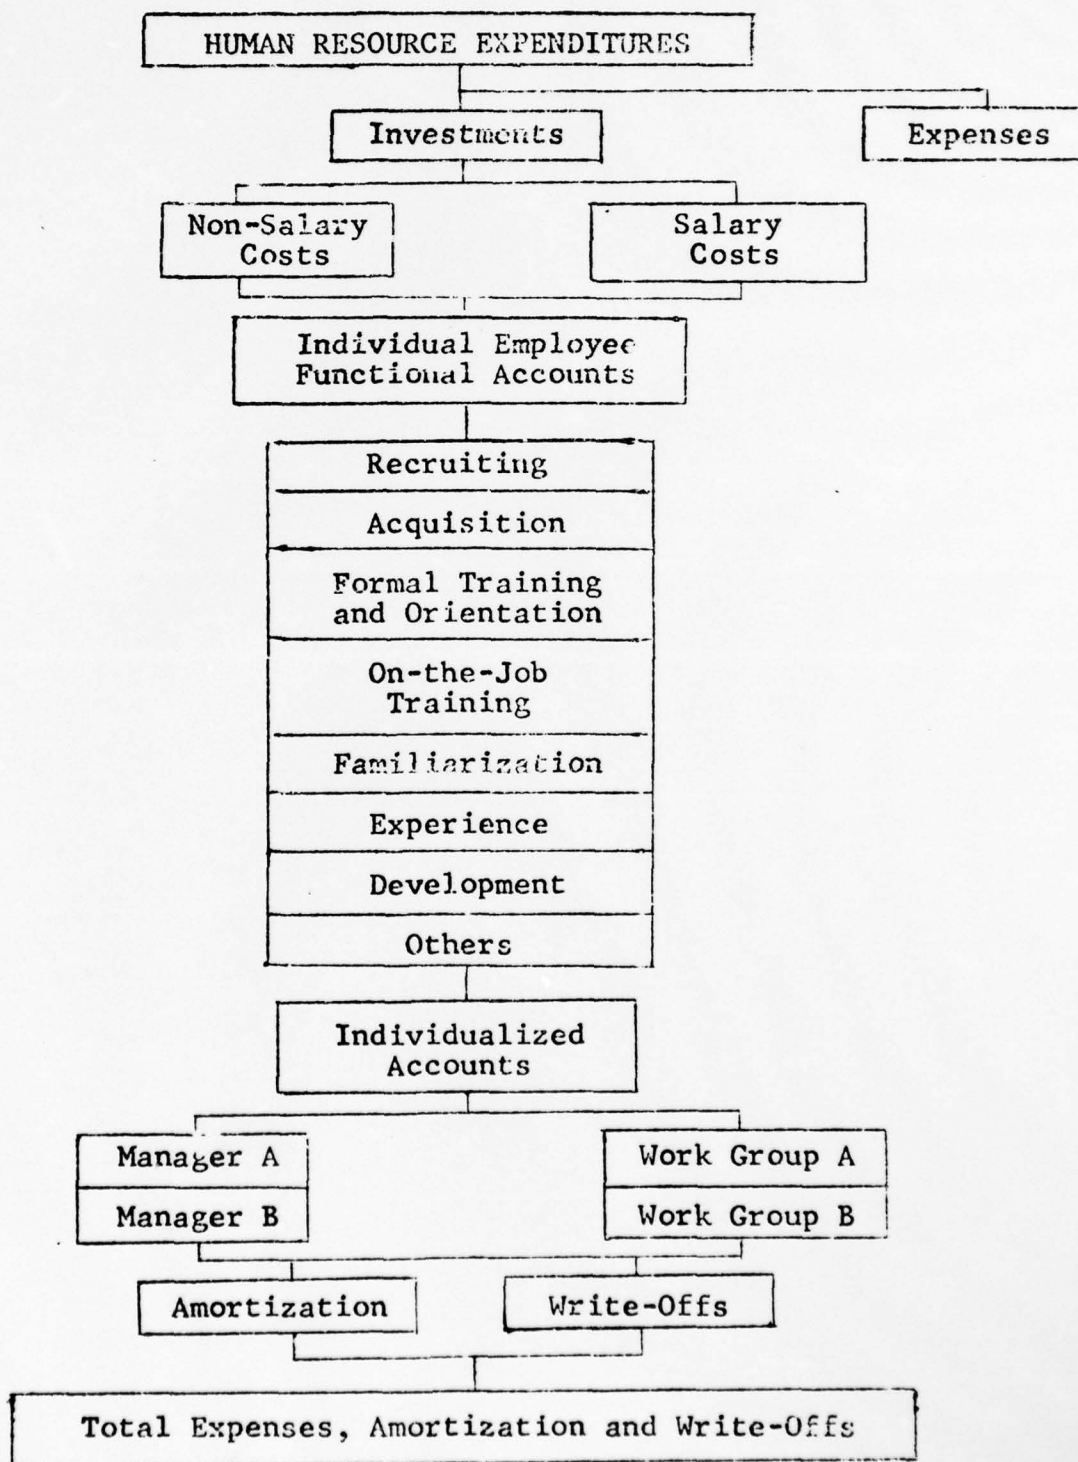 HUMAN RESOURCE EXPENDITURES
Investments
Expenses
Non-Salary
Costs
Salary
Costs
Individual Employee
Functional Accounts
Recruiting
Acquisition
Formal Training
and Orientation
On-the-Job
Training
Familiarization
Experience
Development
Others
Individualized
Accounts
Manager A
Manager B
Work Group A
Work Group B
Amortization
Write-Offs
Total Expenses, Amortization and Write-Offs